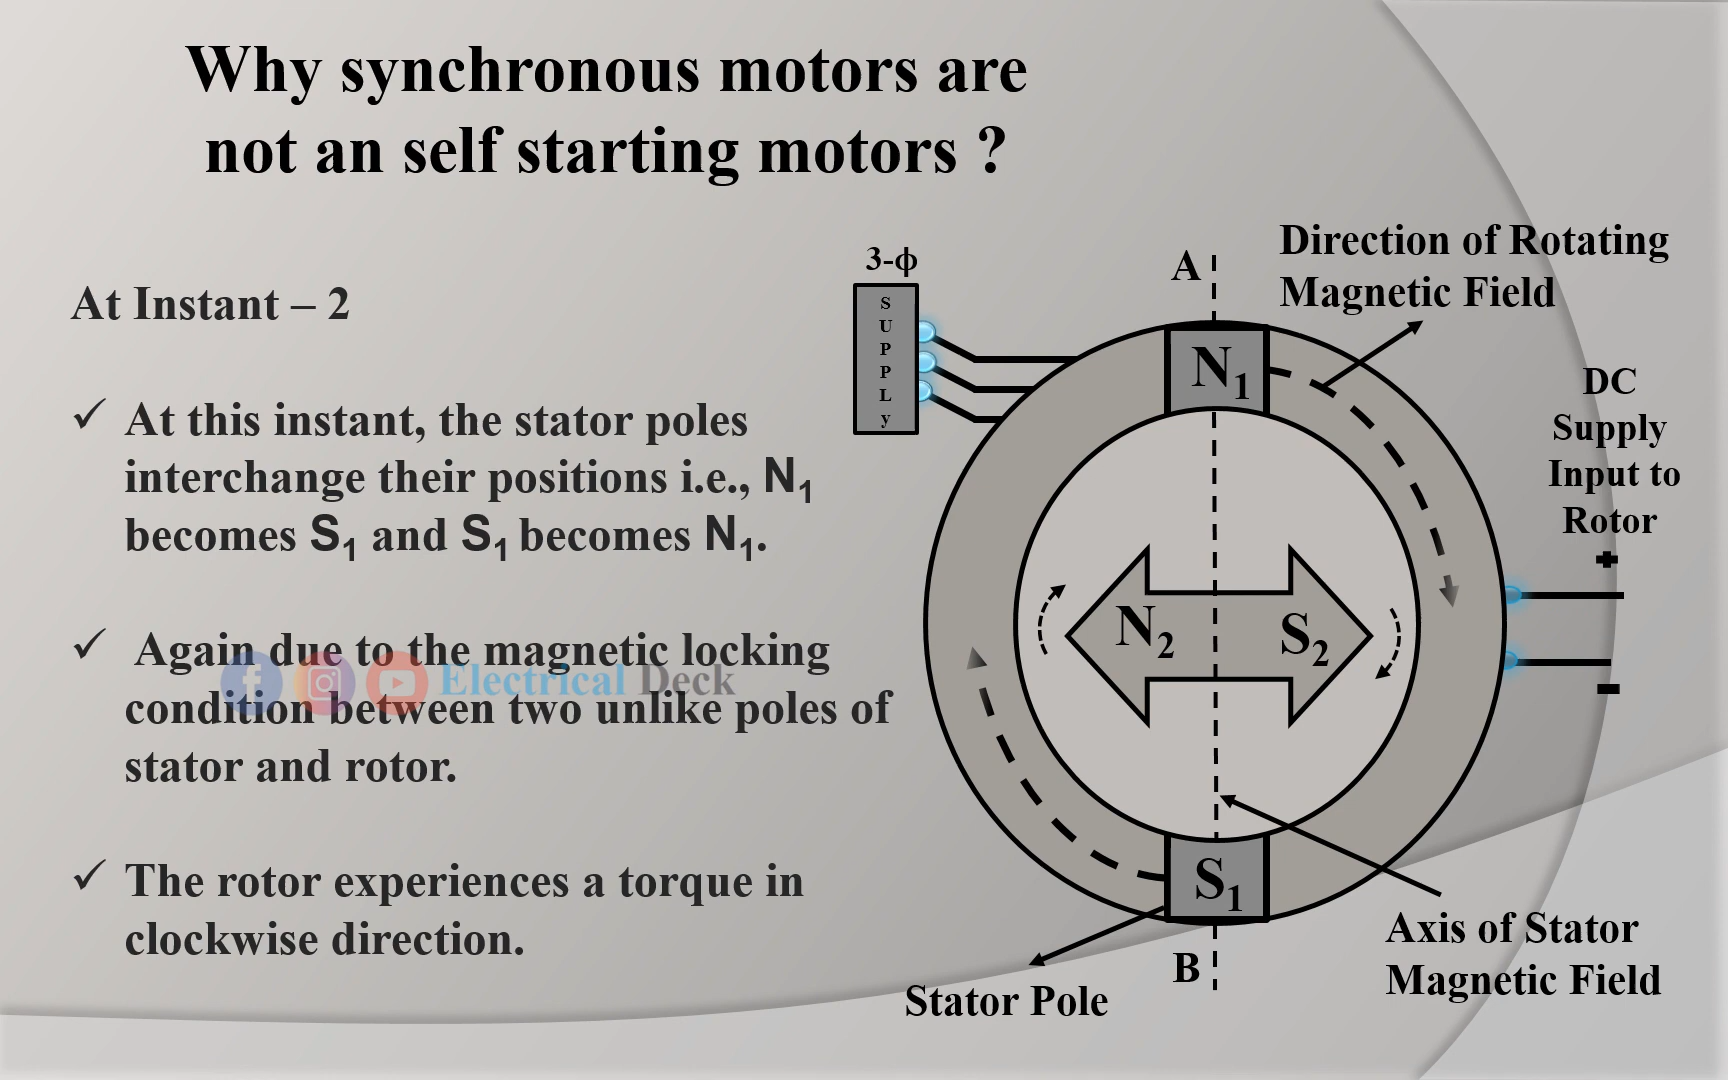 Why synchronous motors are
not an self starting motors ?
At Instant – 2
✓ At this instant, the stator poles
interchange their positions i.e., N1
becomes S1 and S1 becomes N1.
✓ Again due to the magnetic locking
condition between two unlike poles of
stator and rotor.
✓ The rotor experiences a torque in
clockwise direction.
Electrical Deck
3-ϕ
SUPPLy
A
Direction of Rotating
Magnetic Field
N1
DC
Supply
Input to
Rotor
+
-
N2
S2
S1
B
Stator Pole
Axis of Stator
Magnetic Field